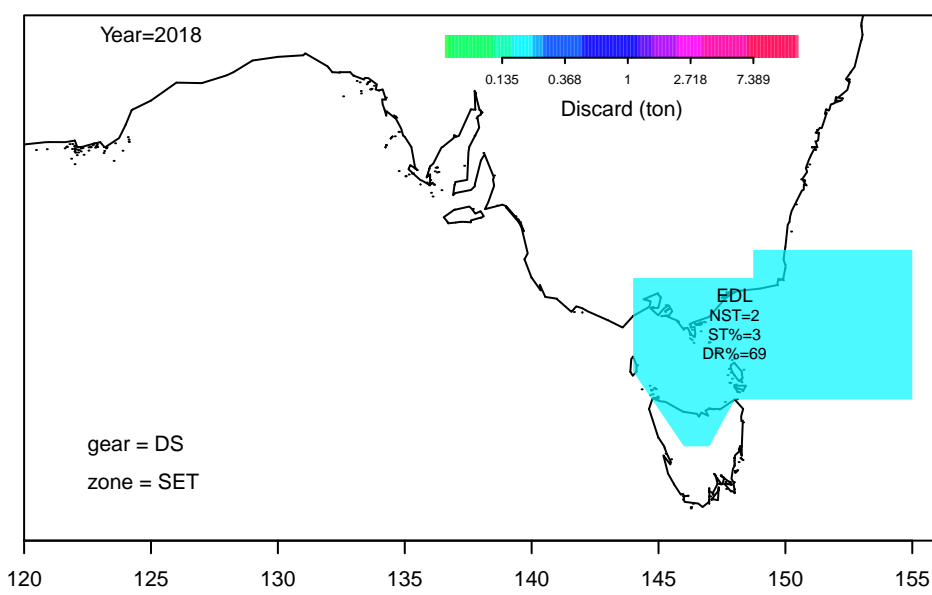 Year=2018
0.135 0.368 1 2.718 7.389
Discard (ton)
EDL
NST=2
ST%=3
DR%=69
gear = DS
zone = SET
120 125 130 135 140 145 150 155